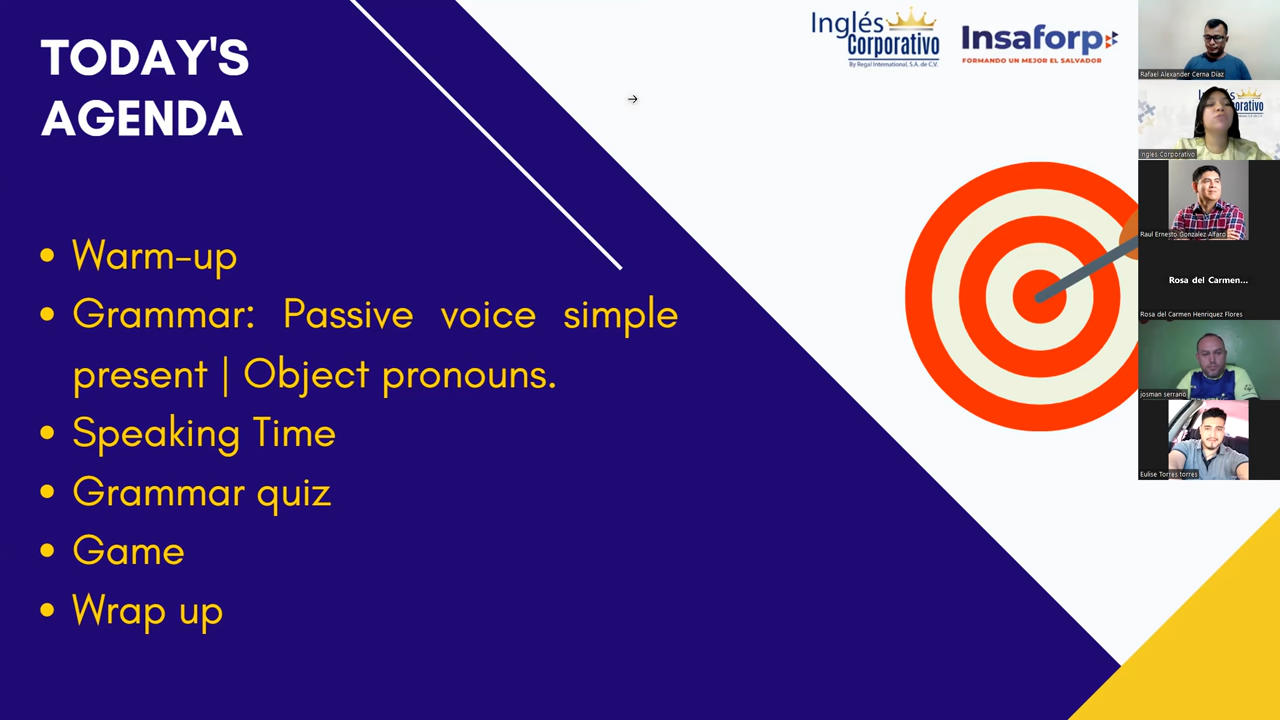 TODAY'S
AGENDA
• Warm-up
• Grammar: Passive voice simple
present | Object pronouns.
• Speaking Time
• Grammar quiz
• Game
• Wrap up
Inglés
Corporativo
By Regal International, S.A. de C.V.
Insaforp
FORMANDO UN MEJOR EL SALVADOR
Rafael Alexander Cerna Díaz
Inglés Corporativo
Raul Ernesto Gonzalez Alfaro
Rosa del Carmen...
Rosa del Carmen Henriquez Flores
josman serrano
Eulise Torres torres